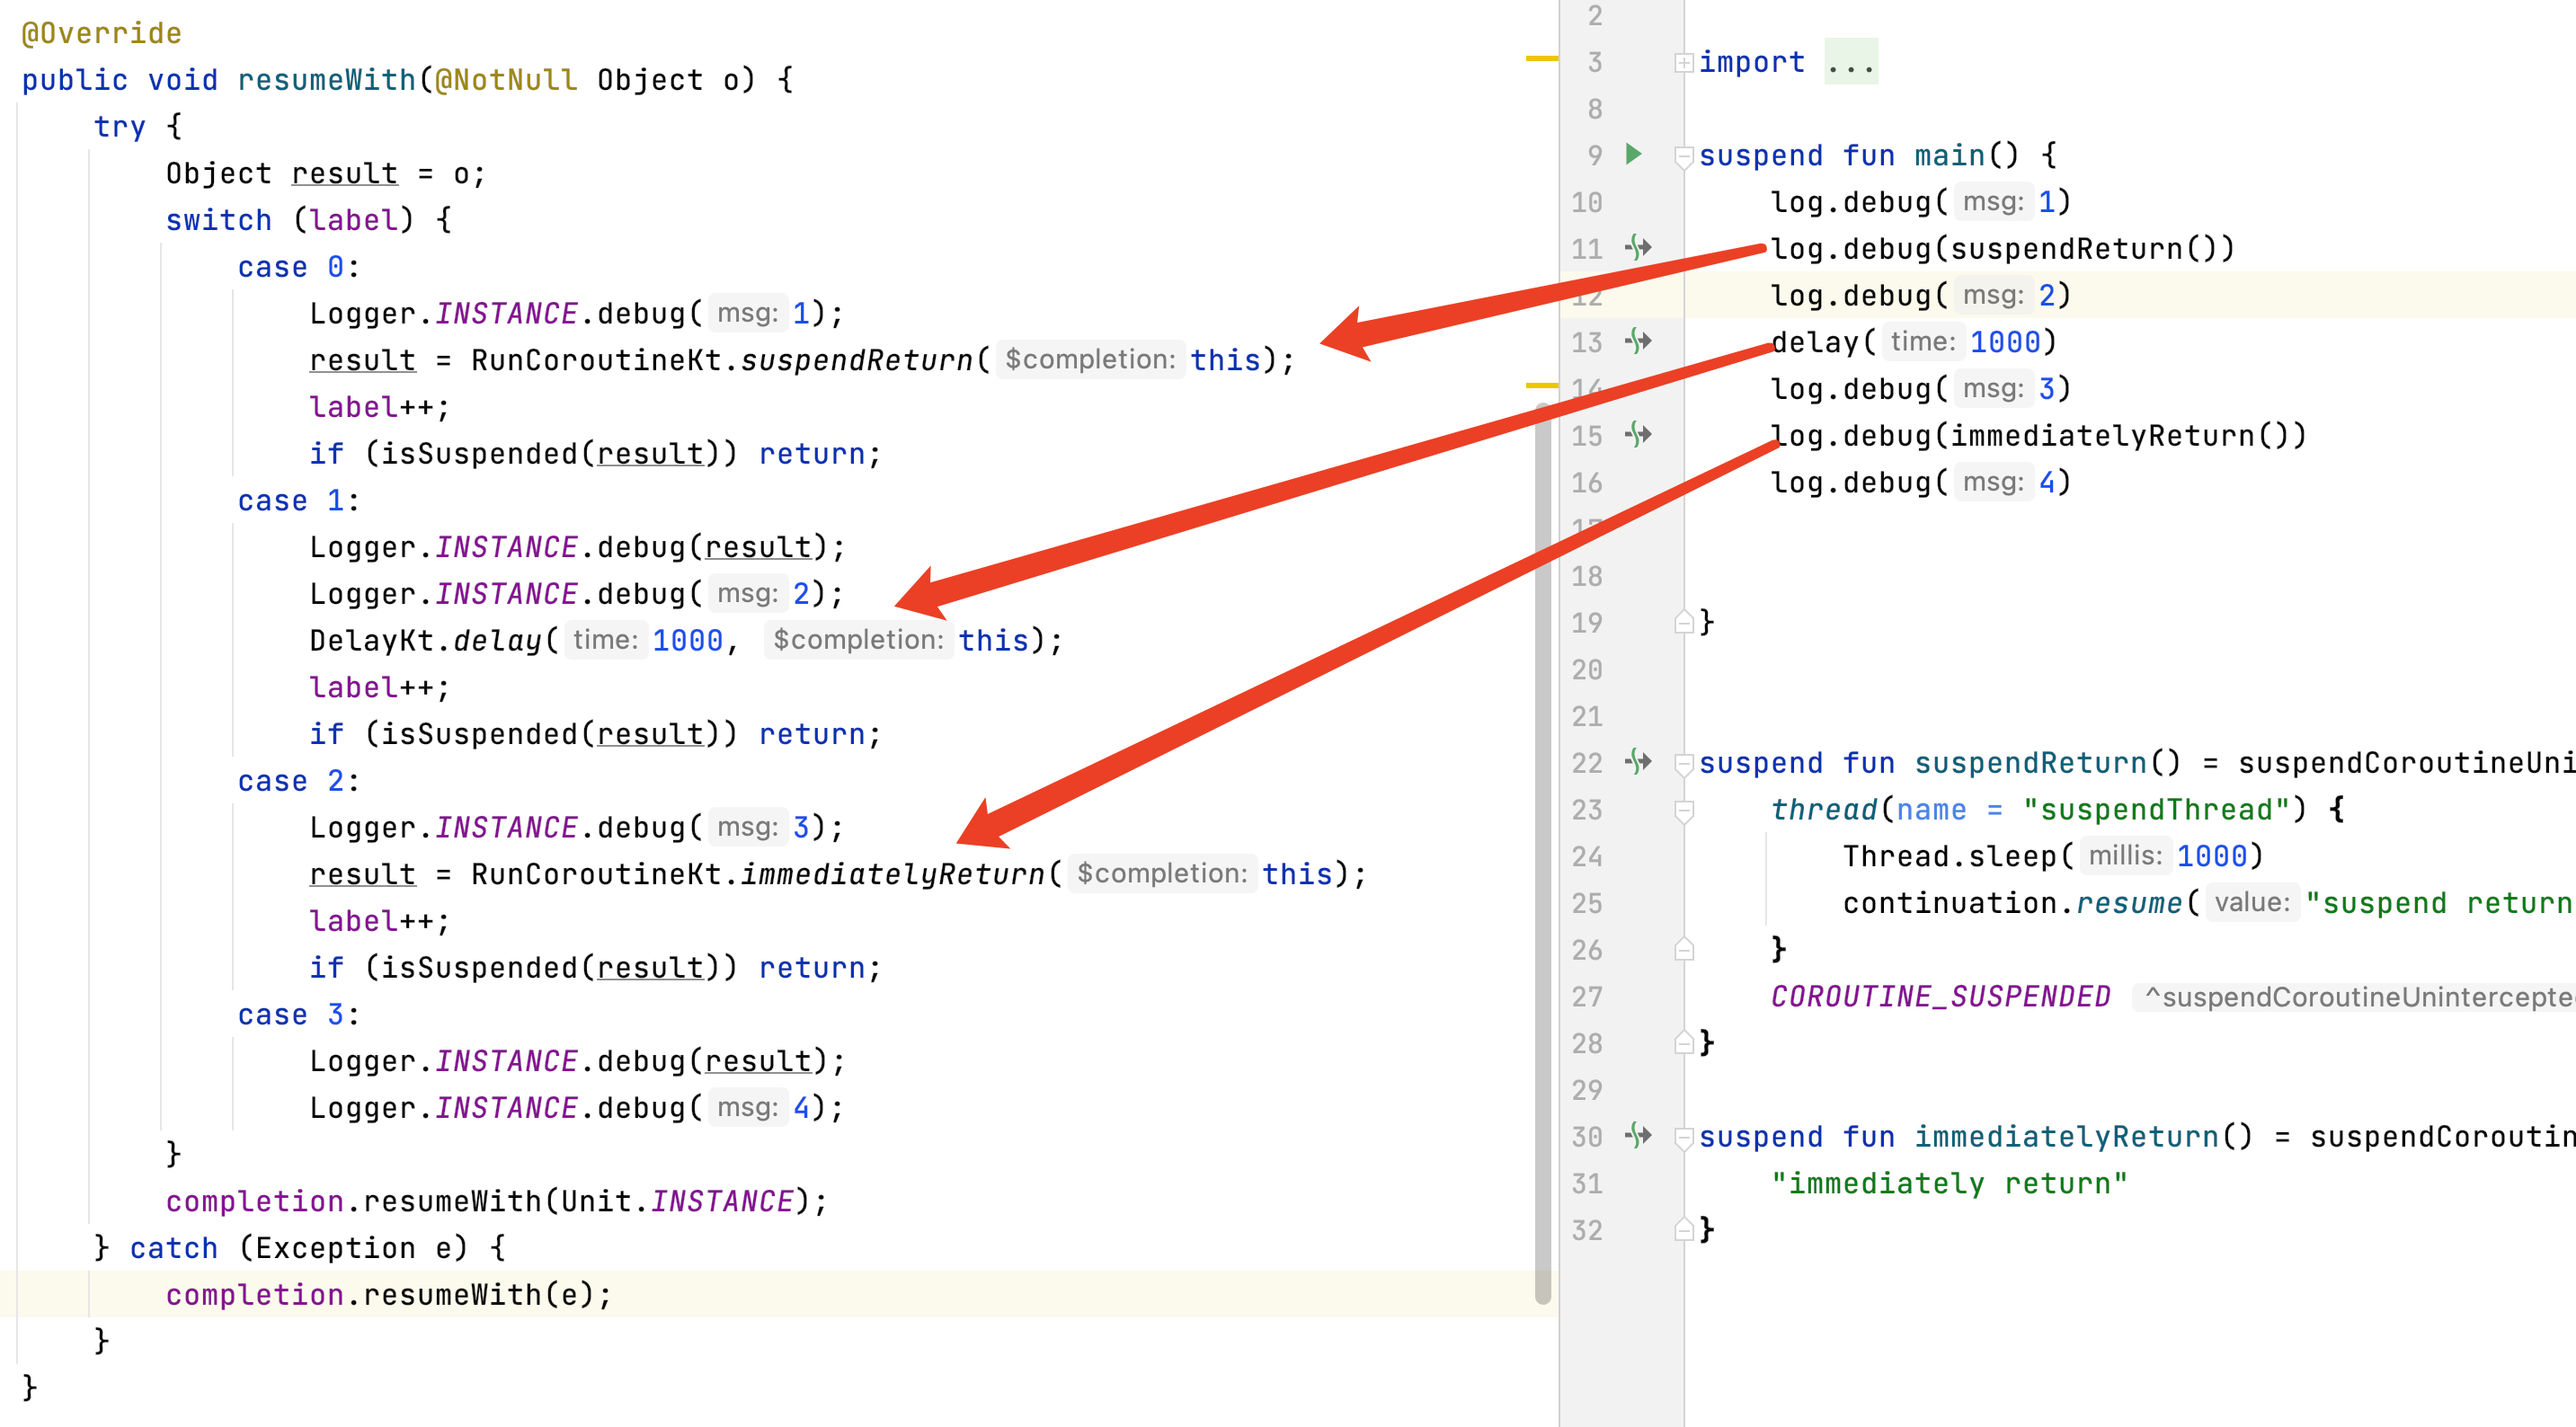 @Override
public void resumeWith(@NotNull Object o) {
try {
Object result = o;
switch (label) {
case 0:
Logger.INSTANCE.debug( msg: 1);
result = RunCoroutineKt.suspendReturn( $completion: this);
label++;
if (isSuspended(result)) return;
case 1:
Logger.INSTANCE.debug(result);
Logger.INSTANCE.debug( msg: 2);
DelayKt.delay( time: 1000, $completion: this);
label++;
if (isSuspended(result)) return;
case 2:
Logger.INSTANCE.debug( msg: 3);
result = RunCoroutineKt.immediatelyReturn( $completion: this);
label++;
if (isSuspended(result)) return;
case 3:
Logger.INSTANCE.debug(result);
Logger.INSTANCE.debug( msg: 4);
}
completion.resumeWith(Unit.INSTANCE);
} catch (Exception e) {
completion.resumeWith(e);
}
}
2
3 import ...
8
9 suspend fun main() {
10 log.debug( msg: 1)
11 log.debug(suspendReturn())
12 log.debug( msg: 2)
13 delay( time: 1000)
14 log.debug( msg: 3)
15 log.debug(immediatelyReturn())
16 log.debug( msg: 4)
17
18
19 }
20
21
22 suspend fun suspendReturn() = suspendCoroutineUni
23 thread(name = "suspendThread") {
24 Thread.sleep( millis: 1000)
25 continuation.resume( value: "suspend return
26 }
27 COROUTINE_SUSPENDED ^suspendCoroutineUnintercepte
28 }
29
30 suspend fun immediatelyReturn() = suspendCoroutin
31 "immediately return"
32 }